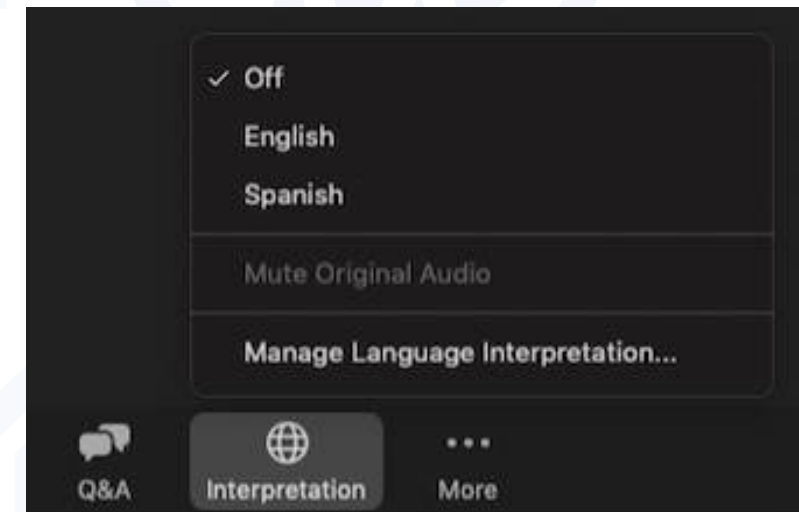 Off
English
Spanish
Mute Original Audio
Manage Language Interpretation...
Q&A Interpretation More